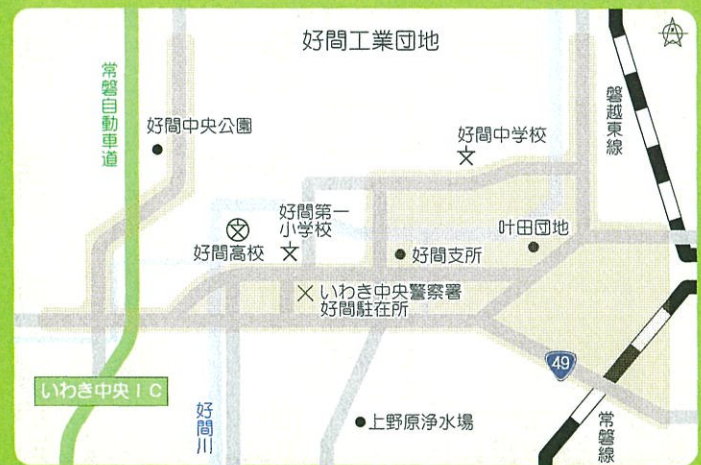 好間工業団地
常磐自動車道
好間中央公園
磐越東線
好間中学校
好間第一
小学校
好間高校
叶田団地
好間支所
いわき中央警察署
好間駐在所
49
いわき中央IC
好間川
上野原浄水場
常磐線